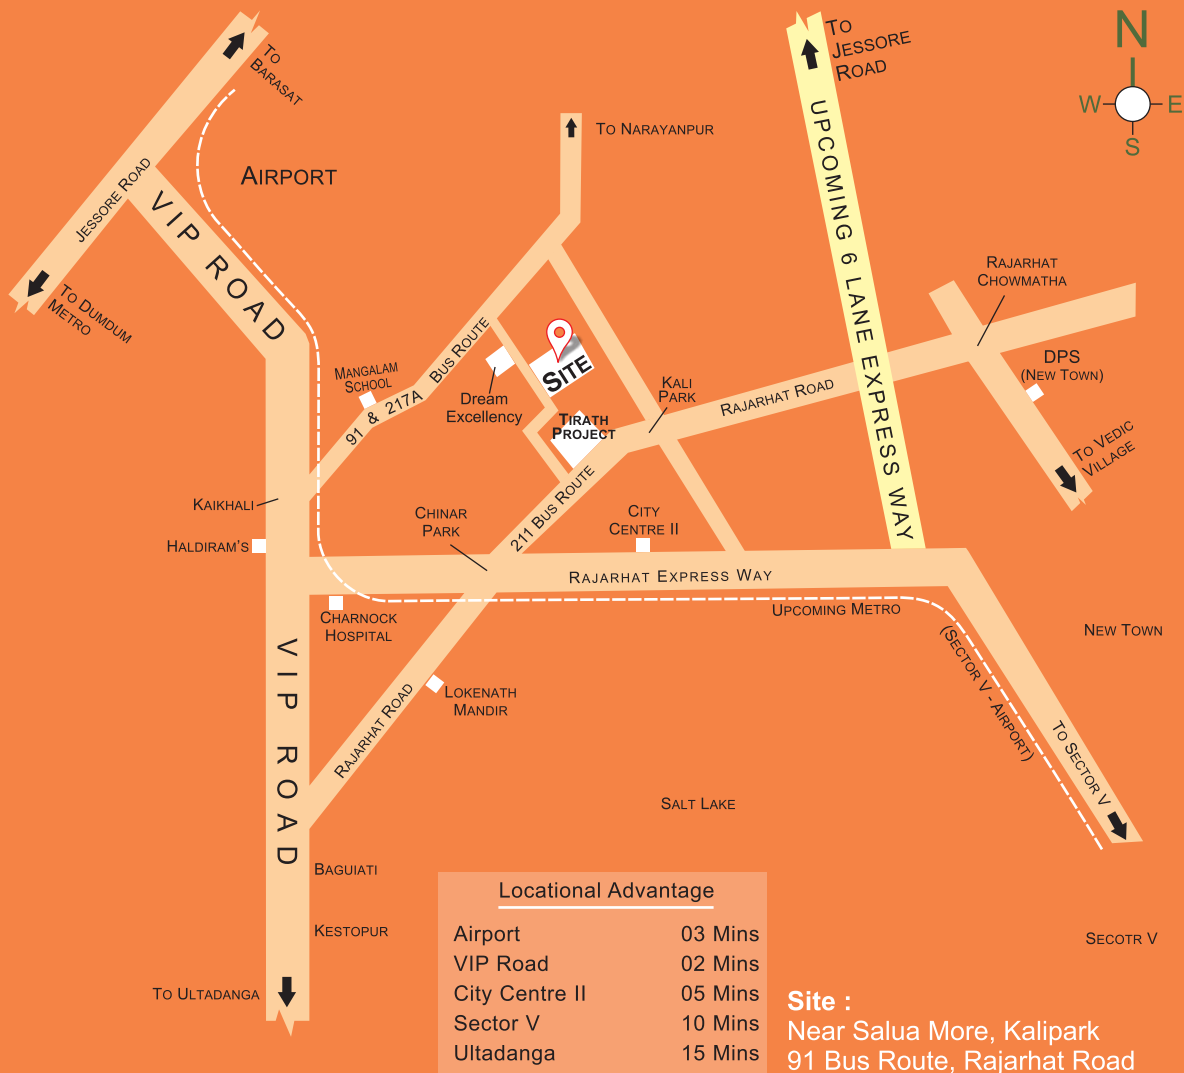 N
W
E
S
To
Barasat
To
Jessore
Road
To Narayanpur
Airport
Jessore Road
VIP ROAD
UPCOMING 6 LANE EXPRESS WAY
To Dumdum
Metro
Rajarhat
Chowmatha
DPS
(New Town)
To Vedic
Village
Mangalam
School
91 & 217A Bus Route
Dream
Excellency
SITE
Tirath
Project
Kali
Park
Rajarhat Road
211 Bus Route
Kaikhali
Haldiram's
Chinar
Park
City
Centre II
Rajarhat Express Way
Upcoming Metro
(Sector V - Airport)
Charnock
Hospital
New Town
VIP ROAD
Rajarhat Road
Lokenath
Mandir
To Sector V
Salt Lake
Baguiati
Kestopur
To Ultadanga
Secotr V
Locational Advantage
Airport 03 Mins
VIP Road 02 Mins
City Centre II 05 Mins
Sector V 10 Mins
Ultadanga 15 Mins
Site :
Near Salua More, Kalipark
91 Bus Route, Rajarhat Road